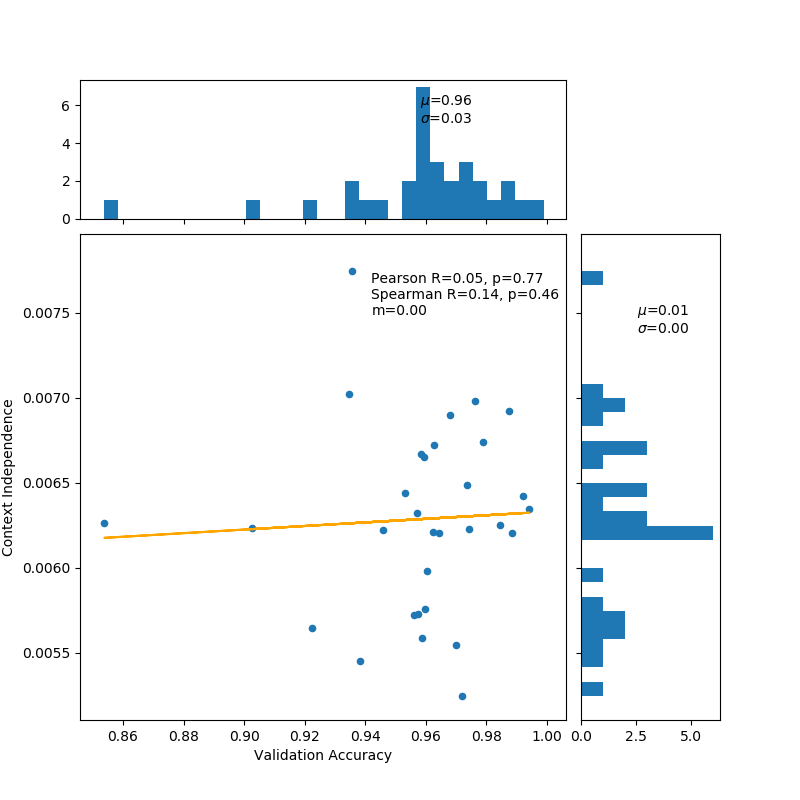 6
4
2
0
μ=0.96
σ=0.03
Context Independence
0.0075
0.0070
0.0065
0.0060
0.0055
Pearson R=0.05, p=0.77
Spearman R=0.14, p=0.46
m=0.00
μ=0.01
σ=0.00
0.86 0.88 0.90 0.92 0.94 0.96 0.98 1.00
0.0 2.5 5.0
Validation Accuracy